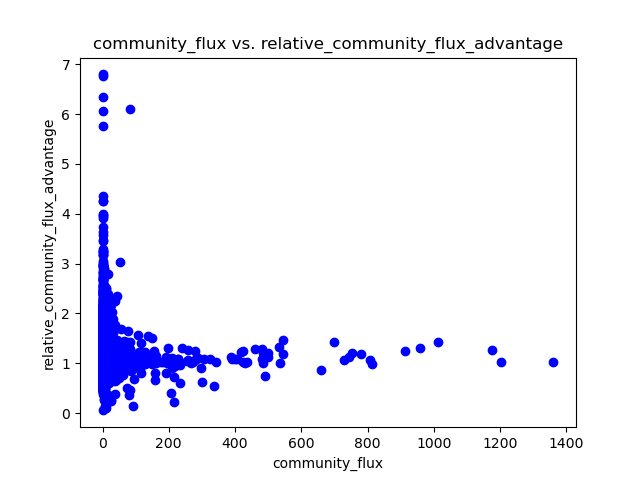 community_flux vs. relative_community_flux_advantage
7
6
5
4
3
2
1
0
relative_community_flux_advantage
0 200 400 600 800 1000 1200 1400
community_flux